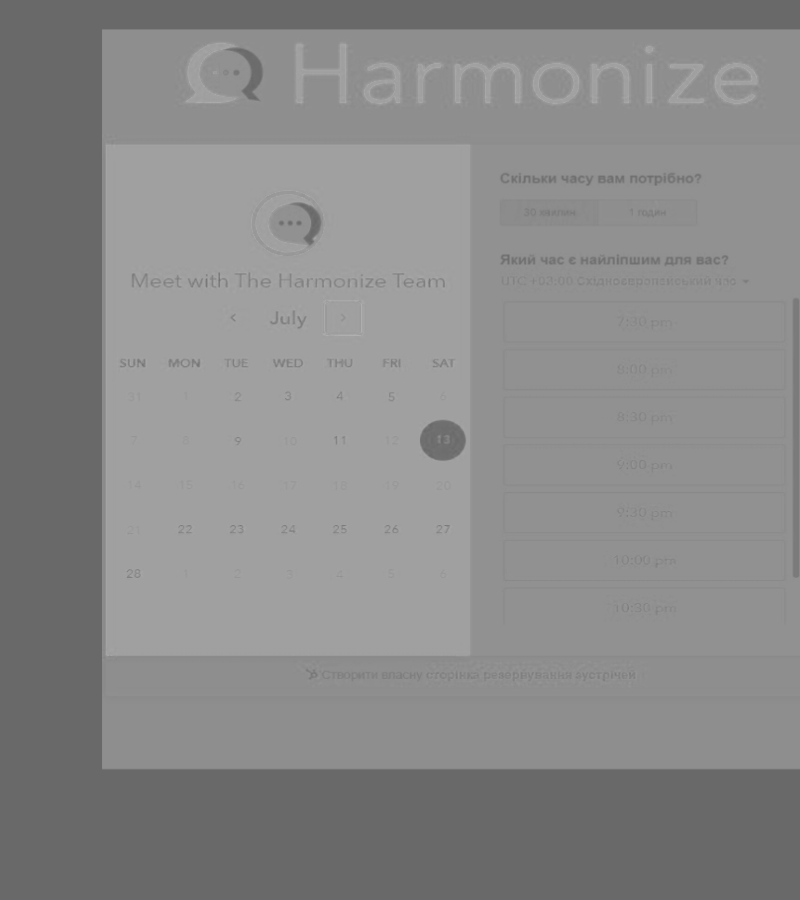 Harmonize
Meet with The Harmonize Team
July
SUN MON TUE WED THU FRI SAT
31 1 2 3 4 5 6
7 8 9 10 11 12 13
14 15 16 17 18 19 20
21 22 23 24 25 26 27
28 1 2 3 4 5 6
Скільки часу вам потрібно?
30 хвилин 1 годин
Який час є найліпшим для вас?
UTC +02:00 Східноєвропейський час
7:30 pm
8:00 pm
8:30 pm
9:00 pm
9:30 pm
10:00 pm
10:30 pm
Створити власну сторінка резервування зустрічей